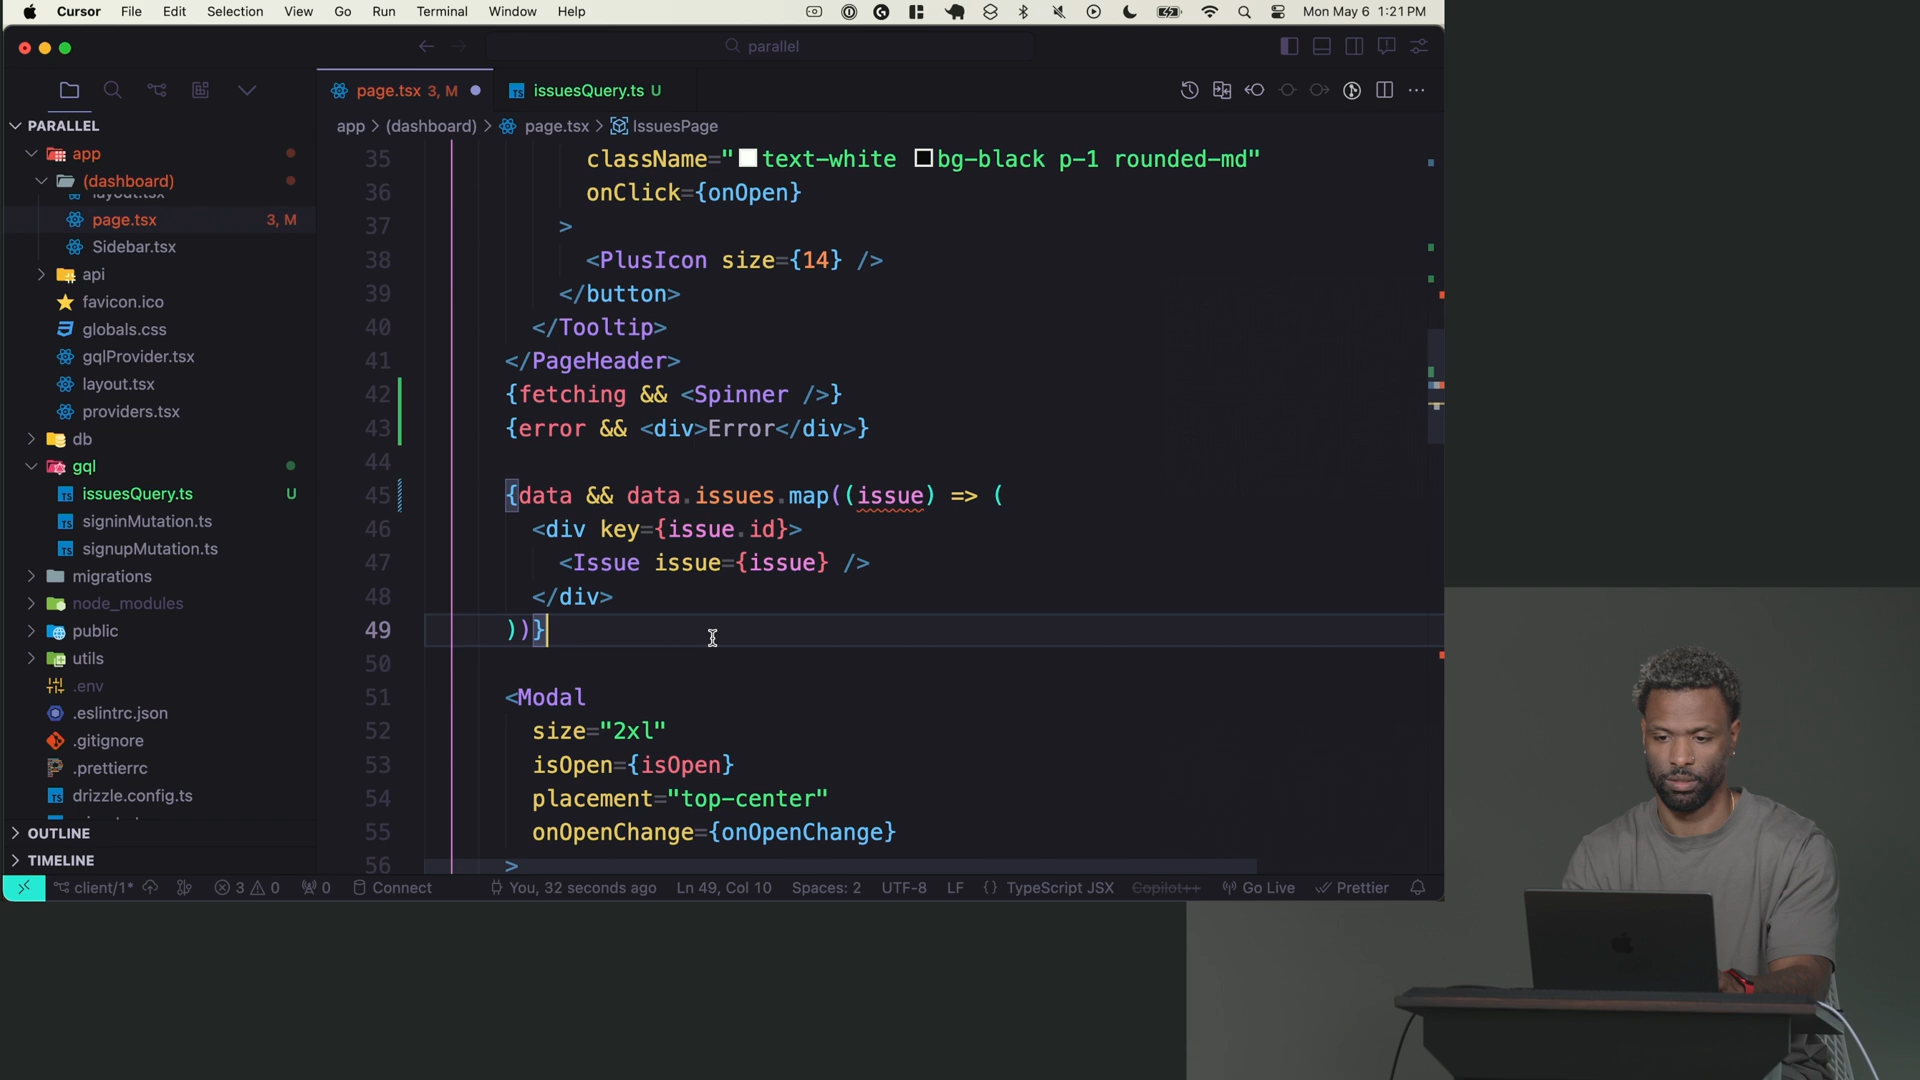 Cursor File Edit Selection View Go Run Terminal Window Help Mon May 6 1:21 PM
parallel
page.tsx 3, M issuesQuery.ts U
PARALLEL
app > (dashboard) > page.tsx > IssuesPage
app
(dashboard)
layout.tsx
page.tsx 3, M
Sidebar.tsx
api
favicon.ico
globals.css
gqlProvider.tsx
layout.tsx
providers.tsx
db
gql
issuesQuery.ts U
signinMutation.ts
signupMutation.ts
migrations
node_modules
public
utils
.env
.eslintrc.json
.gitignore
.prettierrc
drizzle.config.ts
OUTLINE
TIMELINE
35 className="text-white bg-black p-1 rounded-md"
36 onClick={onOpen}
37 >
38 <PlusIcon size={14} />
39 </button>
40 </Tooltip>
41 </PageHeader>
42 {fetching && <Spinner />}
43 {error && <div>Error</div>}
44
45 {data && data.issues.map((issue) => (
46 <div key={issue.id}>
47 <Issue issue={issue} />
48 </div>
49 ))}
50
51 <Modal
52 size="2xl"
53 isOpen={isOpen}
54 placement="top-center"
55 onOpenChange={onOpenChange}
56 >
client/1* 3 0 0 Connect You, 32 seconds ago Ln 49, Col 10 Spaces: 2 UTF-8 LF {} TypeScript JSX Copilot++ Go Live Prettier